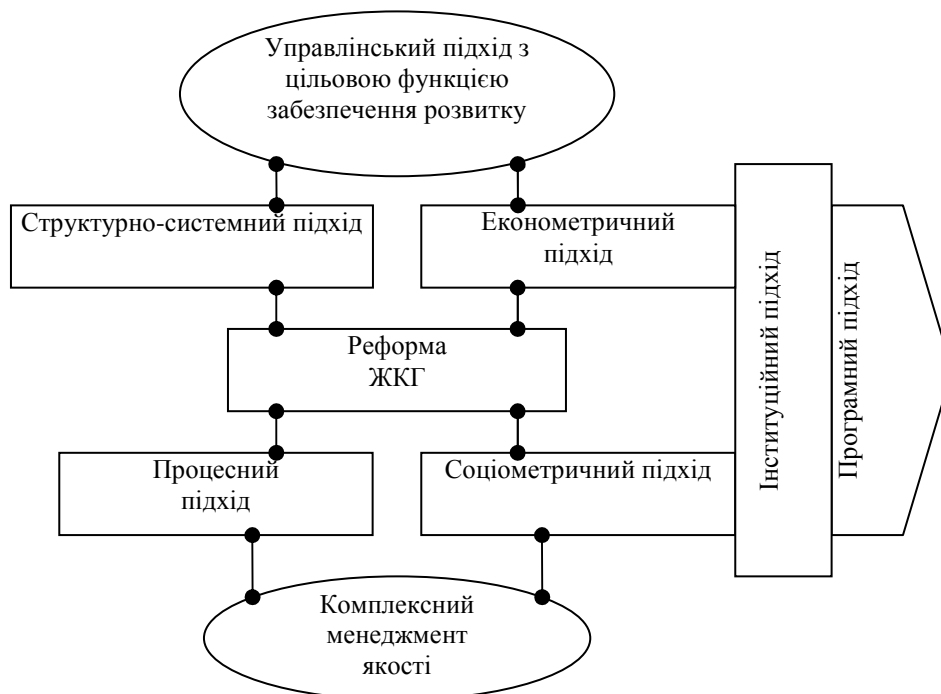 Управлінський підхід з
цільовою функцією
забезпечення розвитку
Структурно-системний підхід
Економетричний
підхід
Реформа
ЖКГ
Процесний
підхід
Соціометричний підхід
Інституційний підхід
Програмний підхід
Комплексний
менеджмент
якості